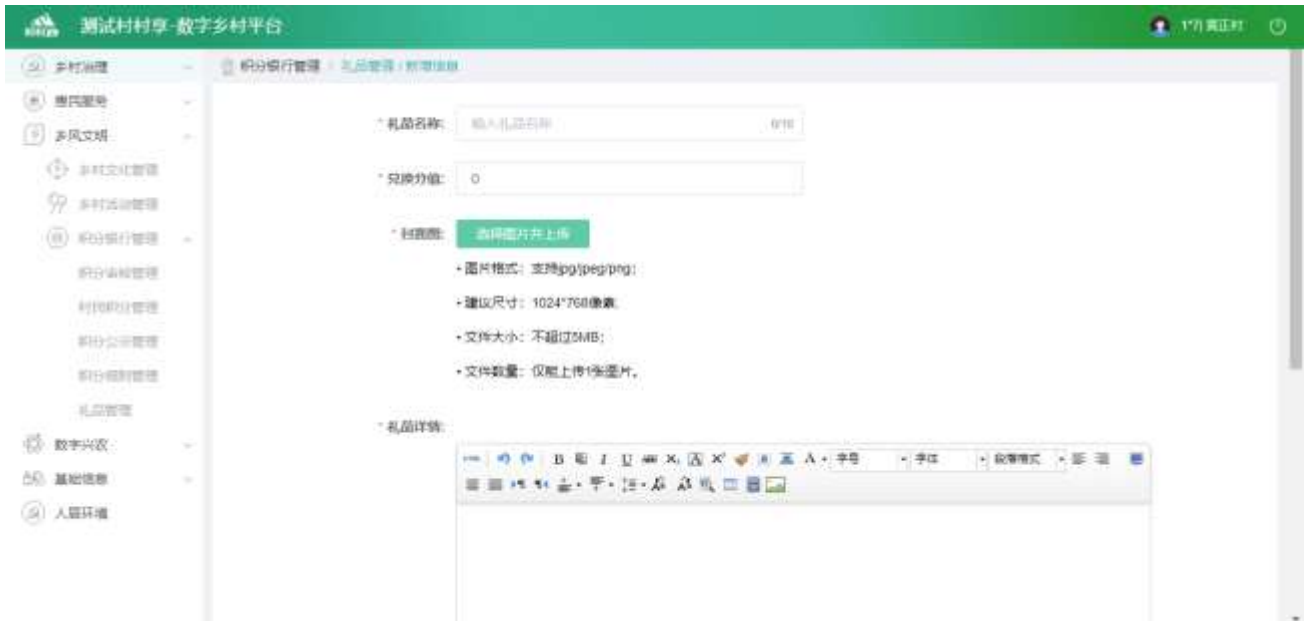 测试村村享-数字乡村平台
乡村治理
积分银行管理 / 礼品管理 / 新增信息
惠民服务
* 礼品名称: 输入礼品名称 0/10
乡风文明
乡村文化管理
* 兑换分值: 0
乡村活动管理
积分银行管理
* 封面图: 选择图片并上传
• 图片格式：支持jpg/jpeg/png;
积分审核管理
• 建议尺寸：1024*768像素;
村民积分管理
• 文件大小：不超过5MB;
积分公示管理
• 文件数量：仅能上传1张图片。
积分细则管理
礼品管理
* 礼品详情:
数字兴农
字号 字体 段落格式
基础信息
人居环境